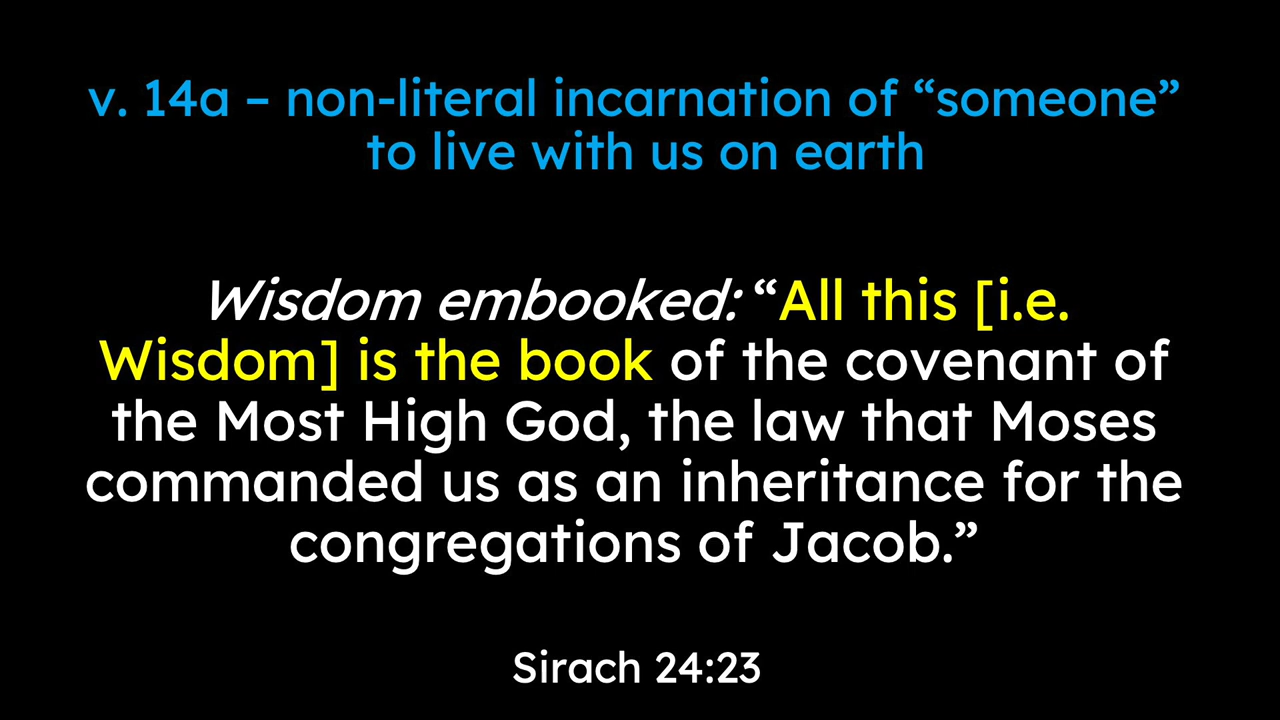 v. 14a – non-literal incarnation of “someone”
to live with us on earth
Wisdom embooked: “All this [i.e.
Wisdom] is the book of the covenant of
the Most High God, the law that Moses
commanded us as an inheritance for the
congregations of Jacob.”
Sirach 24:23